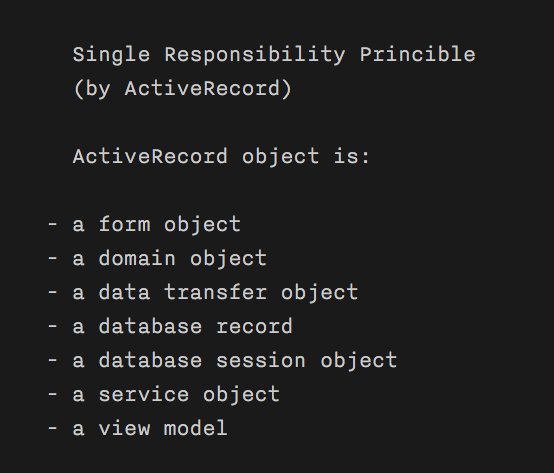 Single Responsibility Princible
(by ActiveRecord)
ActiveRecord object is:
- a form object
- a domain object
- a data transfer object
- a database record
- a database session object
- a service object
- a view model